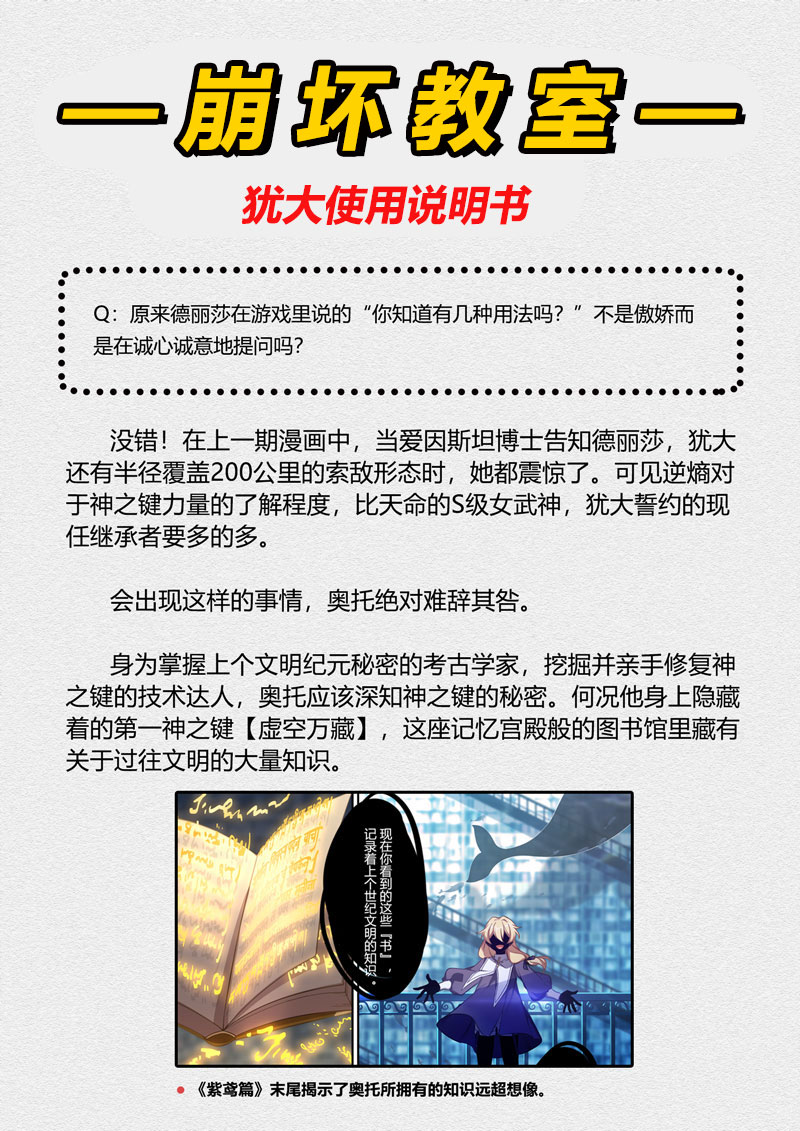 —崩坏教室—
犹大使用说明书
Q：原来德丽莎在游戏里说的“你知道有几种用法吗？”不是傲娇而
是在诚心诚意地提问吗？
没错！在上一期漫画中，当爱因斯坦博士告知德丽莎，犹大
还有半径覆盖200公里的索敌形态时，她都震惊了。可见逆熵对
于神之键力量的了解程度，比天命的S级女武神，犹大誓约的现
任继承者要多的多。
会出现这样的事情，奥托绝对难辞其咎。
身为掌握上个文明纪元秘密的考古学家，挖掘并亲手修复神
之键的技术达人，奥托应该深知神之键的秘密。何况他身上隐藏
着的第一神之键【虚空万藏】，这座记忆宫殿般的图书馆里藏有
关于过往文明的大量知识。
现在你看到的这些『书』
记录着上个世纪文明的知识。
《紫鸢篇》末尾揭示了奥托所拥有的知识远超想像。